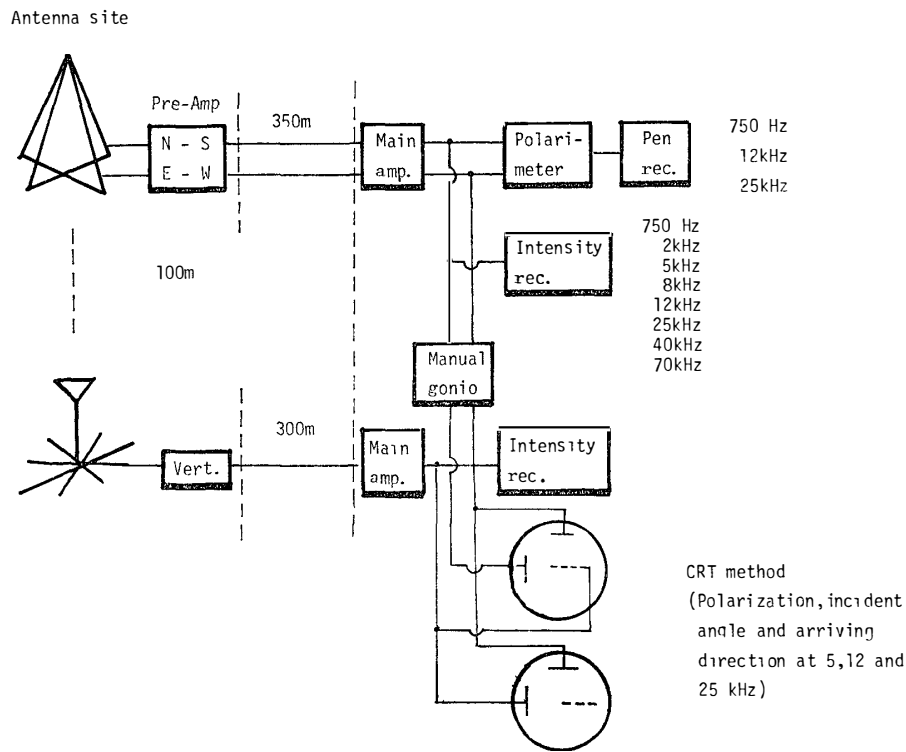 Antenna site
Pre-Amp
N - S
E - W
350m
Main
amp.
Polari-
meter
Pen
rec.
750 Hz
12kHz
25kHz
100m
Intensity
rec.
750 Hz
2kHz
5kHz
8kHz
12kHz
25kHz
40kHz
70kHz
Manual
gonio
Vert.
300m
Main
amp.
Intensity
rec.
CRT method
(Polarization, incident
angle and arriving
direction at 5,12 and
25 kHz)